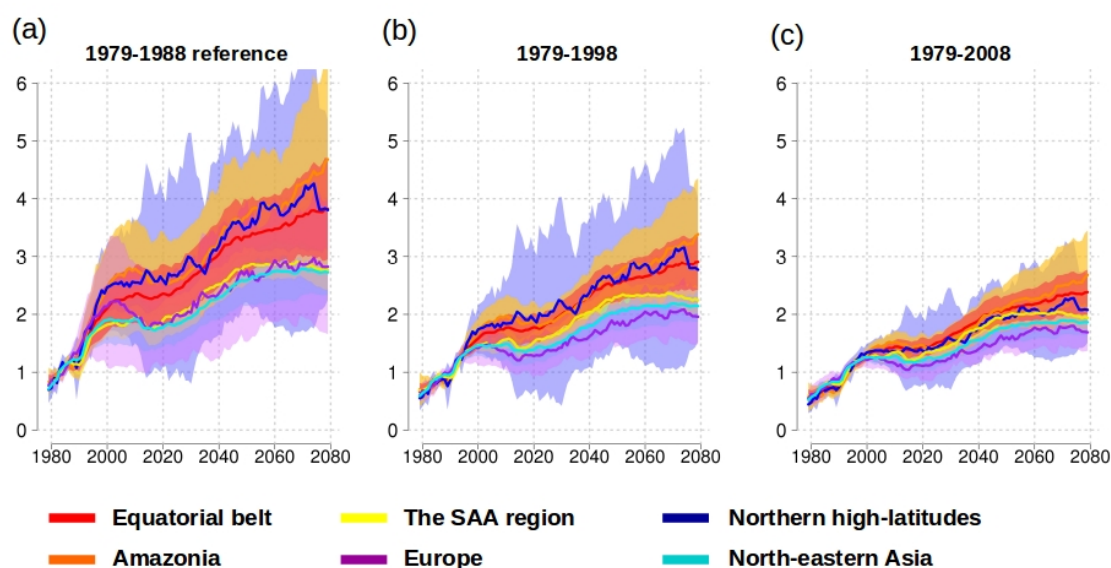 (a) (b) (c)
1979-1988 reference 1979-1998 1979-2008
6 6 6
5 5 5
4 4 4
3 3 3
2 2 2
1 1 1
0 0 0
1980 2000 2020 2040 2060 2080 1980 2000 2020 2040 2060 2080 1980 2000 2020 2040 2060 2080
Equatorial belt The SAA region Northern high-latitudes
Amazonia Europe North-eastern Asia